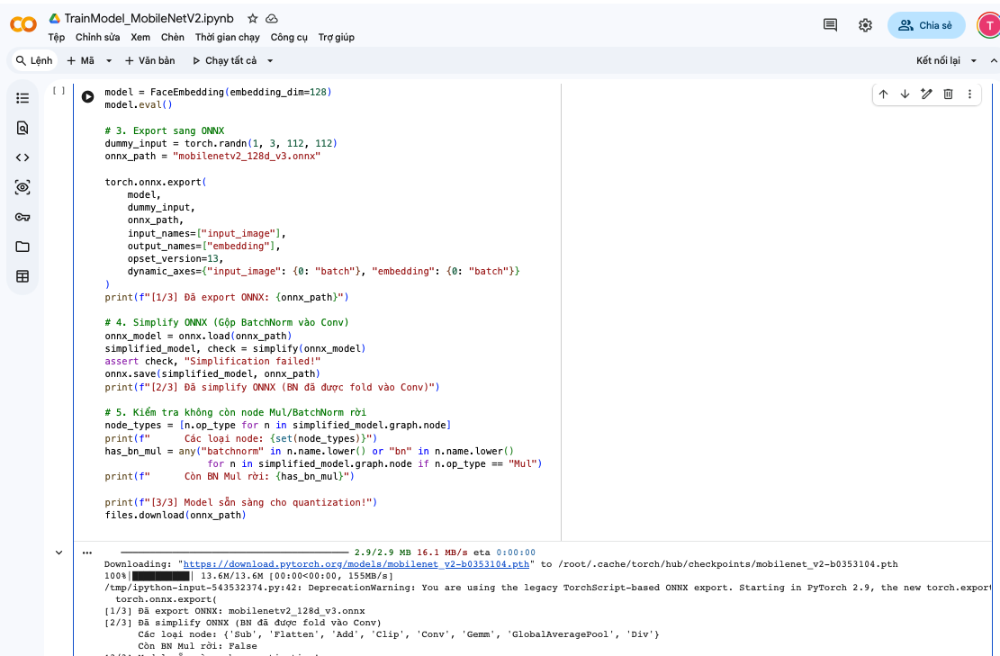 TrainModel_MobileNetV2.ipynb
Tệp Chỉnh sửa Xem Chèn Thời gian chạy Công cụ Trợ giúp
Chia sẻ
T
Lệnh + Mã + Văn bản Chạy tất cả
Kết nối lại
[ ]
model = FaceEmbedding(embedding_dim=128)
model.eval()
# 3. Export sang ONNX
dummy_input = torch.randn(1, 3, 112, 112)
onnx_path = "mobilenetv2_128d_v3.onnx"
torch.onnx.export(
    model,
    dummy_input,
    onnx_path,
    input_names=["input_image"],
    output_names=["embedding"],
    opset_version=13,
    dynamic_axes={"input_image": {0: "batch"}, "embedding": {0: "batch"}}
)
print(f"[1/3] Đã export ONNX: {onnx_path}")
# 4. Simplify ONNX (Gộp BatchNorm vào Conv)
onnx_model = onnx.load(onnx_path)
simplified_model, check = simplify(onnx_model)
assert check, "Simplification failed!"
onnx.save(simplified_model, onnx_path)
print(f"[2/3] Đã simplify ONNX (BN đã được fold vào Conv)")
# 5. Kiểm tra không còn node Mul/BatchNorm rời
node_types = [n.op_type for n in simplified_model.graph.node]
print(f"      Các loại node: {set(node_types)}")
has_bn_mul = any("batchnorm" in n.name.lower() or "bn" in n.name.lower()
                  for n in simplified_model.graph.node if n.op_type == "Mul")
print(f"      Còn BN Mul rời: {has_bn_mul}")
print(f"[3/3] Model sẵn sàng cho quantization!")
files.download(onnx_path)
2.9/2.9 MB 16.1 MB/s eta 0:00:00
Downloading: "https://download.pytorch.org/models/mobilenet_v2-b0353104.pth" to /root/.cache/torch/hub/checkpoints/mobilenet_v2-b0353104.pth
100%|██████████| 13.6M/13.6M [00:00<00:00, 155MB/s]
/tmp/ipython-input-543532374.py:42: DeprecationWarning: You are using the legacy TorchScript-based ONNX export. Starting in PyTorch 2.9, the new torch.export
  torch.onnx.export(
[1/3] Đã export ONNX: mobilenetv2_128d_v3.onnx
[2/3] Đã simplify ONNX (BN đã được fold vào Conv)
      Các loại node: {'Sub', 'Flatten', 'Add', 'Clip', 'Conv', 'Gemm', 'GlobalAveragePool', 'Div'}
      Còn BN Mul rời: False